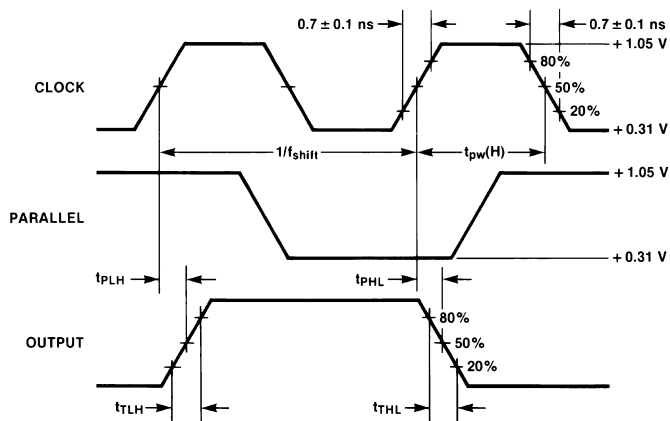 0.7 ± 0.1 ns
0.7 ± 0.1 ns
+ 1.05 V
80%
CLOCK
50%
20%
+ 0.31 V
1/fshift
tpw(H)
+ 1.05 V
PARALLEL
+ 0.31 V
tPLH
tPHL
80%
OUTPUT
50%
20%
tTLH
tTHL